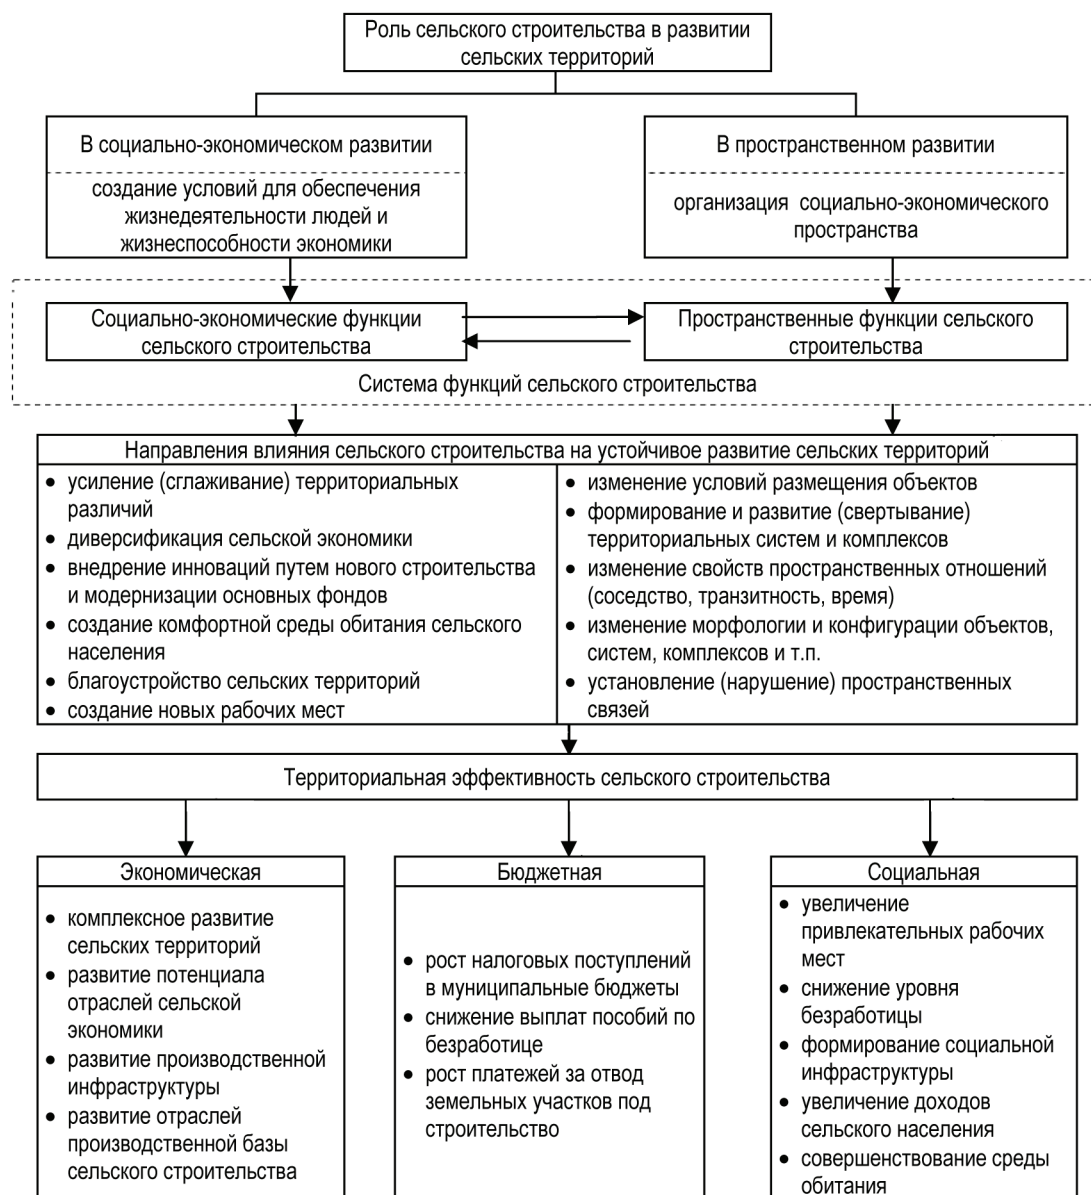 Роль сельского строительства в развитии
сельских территорий
В социально-экономическом развитии
создание условий для обеспечения
жизнедеятельности людей и
жизнеспособности экономики
В пространственном развитии
организация социально-экономического
пространства
Социально-экономические функции
сельского строительства
Пространственные функции сельского
строительства
Система функций сельского строительства
Направления влияния сельского строительства на устойчивое развитие сельских территорий
• усиление (сглаживание) территориальных
различий
• диверсификация сельской экономики
• внедрение инноваций путем нового строительства
и модернизации основных фондов
• создание комфортной среды обитания сельского
населения
• благоустройство сельских территорий
• создание новых рабочих мест
• изменение условий размещения объектов
• формирование и развитие (свертывание)
территориальных систем и комплексов
• изменение свойств пространственных отношений
(соседство, транзитность, время)
• изменение морфологии и конфигурации объектов,
систем, комплексов и т.п.
• установление (нарушение) пространственных
связей
Территориальная эффективность сельского строительства
Экономическая
• комплексное развитие
сельских территорий
• развитие потенциала
отраслей сельской
экономики
• развитие производственной
инфраструктуры
• развитие отраслей
производственной базы
сельского строительства
Бюджетная
• рост налоговых поступлений
в муниципальные бюджеты
• снижение выплат пособий по
безработице
• рост платежей за отвод
земельных участков под
строительство
Социальная
• увеличение
привлекательных рабочих
мест
• снижение уровня
безработицы
• формирование социальной
инфраструктуры
• увеличение доходов
сельского населения
• совершенствование среды
обитания